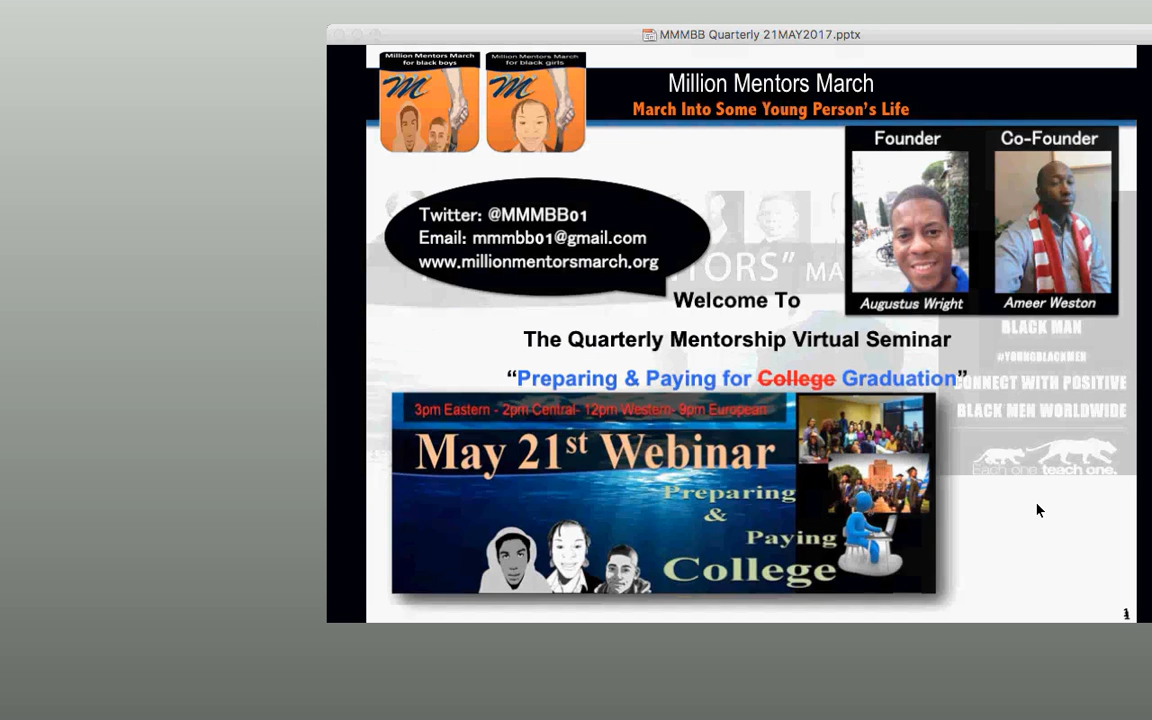 MMMBB Quarterly 21MAY2017.pptx
Million Mentors March
for black boys
Million Mentors March
for black girls
Million Mentors March
March Into Some Young Person's Life
Founder
Co-Founder
Augustus Wright
Ameer Weston
Twitter: @MMMBB01
Email: mmmbb01@gmail.com
www.millionmentorsmarch.org
TORS” MA
Welcome To
The Quarterly Mentorship Virtual Seminar
“Preparing & Paying for College Graduation”
BLACK MAN
#YOUNGBLACKMEN
CONNECT WITH POSITIVE
BLACK MEN WORLDWIDE
Each one teach one.
3pm Eastern - 2pm Central- 12pm Western- 9pm European
May 21st Webinar
Preparing
&
Paying
College